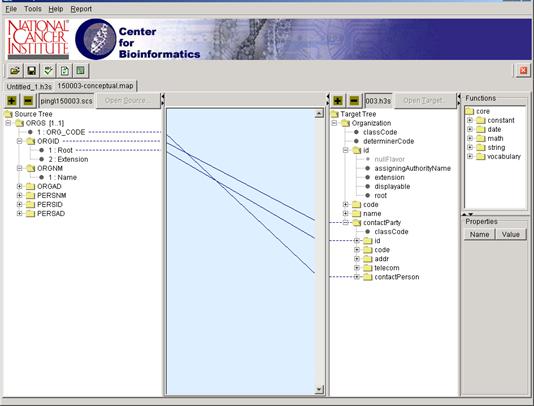 File Tools Help Report
NATIONAL
CANCER
INSTITUTE
Center
for
Bioinformatics
Untitled_1.h3s 150003-conceptual.map
ping\150003.scs Open Source...
003.h3s Open Target...
Source Tree
ORGS [1..1]
1 : ORG_CODE
ORGID
1 : Root
2 : Extension
ORGNM
1 : Name
ORGAD
PERSNM
PERSID
PERSAD
Target Tree
Organization
classCode
determinerCode
id
nullFlavor
assigningAuthorityName
extension
displayable
root
code
name
contactParty
classCode
id
code
addr
telecom
contactPerson
Functions
core
constant
date
math
string
vocabulary
Properties
Name Value